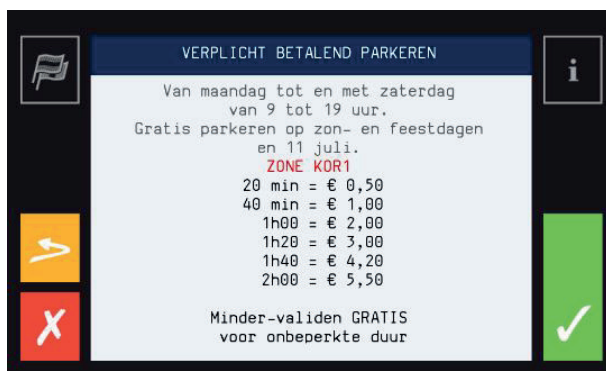 VERPLICHT BETALEND PARKEREN
i
Van maandag tot en met zaterdag
van 9 tot 19 uur.
Gratis parkeren op zon- en feestdagen
en 11 juli.
ZONE KOR1
20 min = € 0,50
40 min = € 1,00
1h00 = € 2,00
1h20 = € 3,00
1h40 = € 4,20
2h00 = € 5,50
Minder-validen GRATIS
voor onbeperkte duur